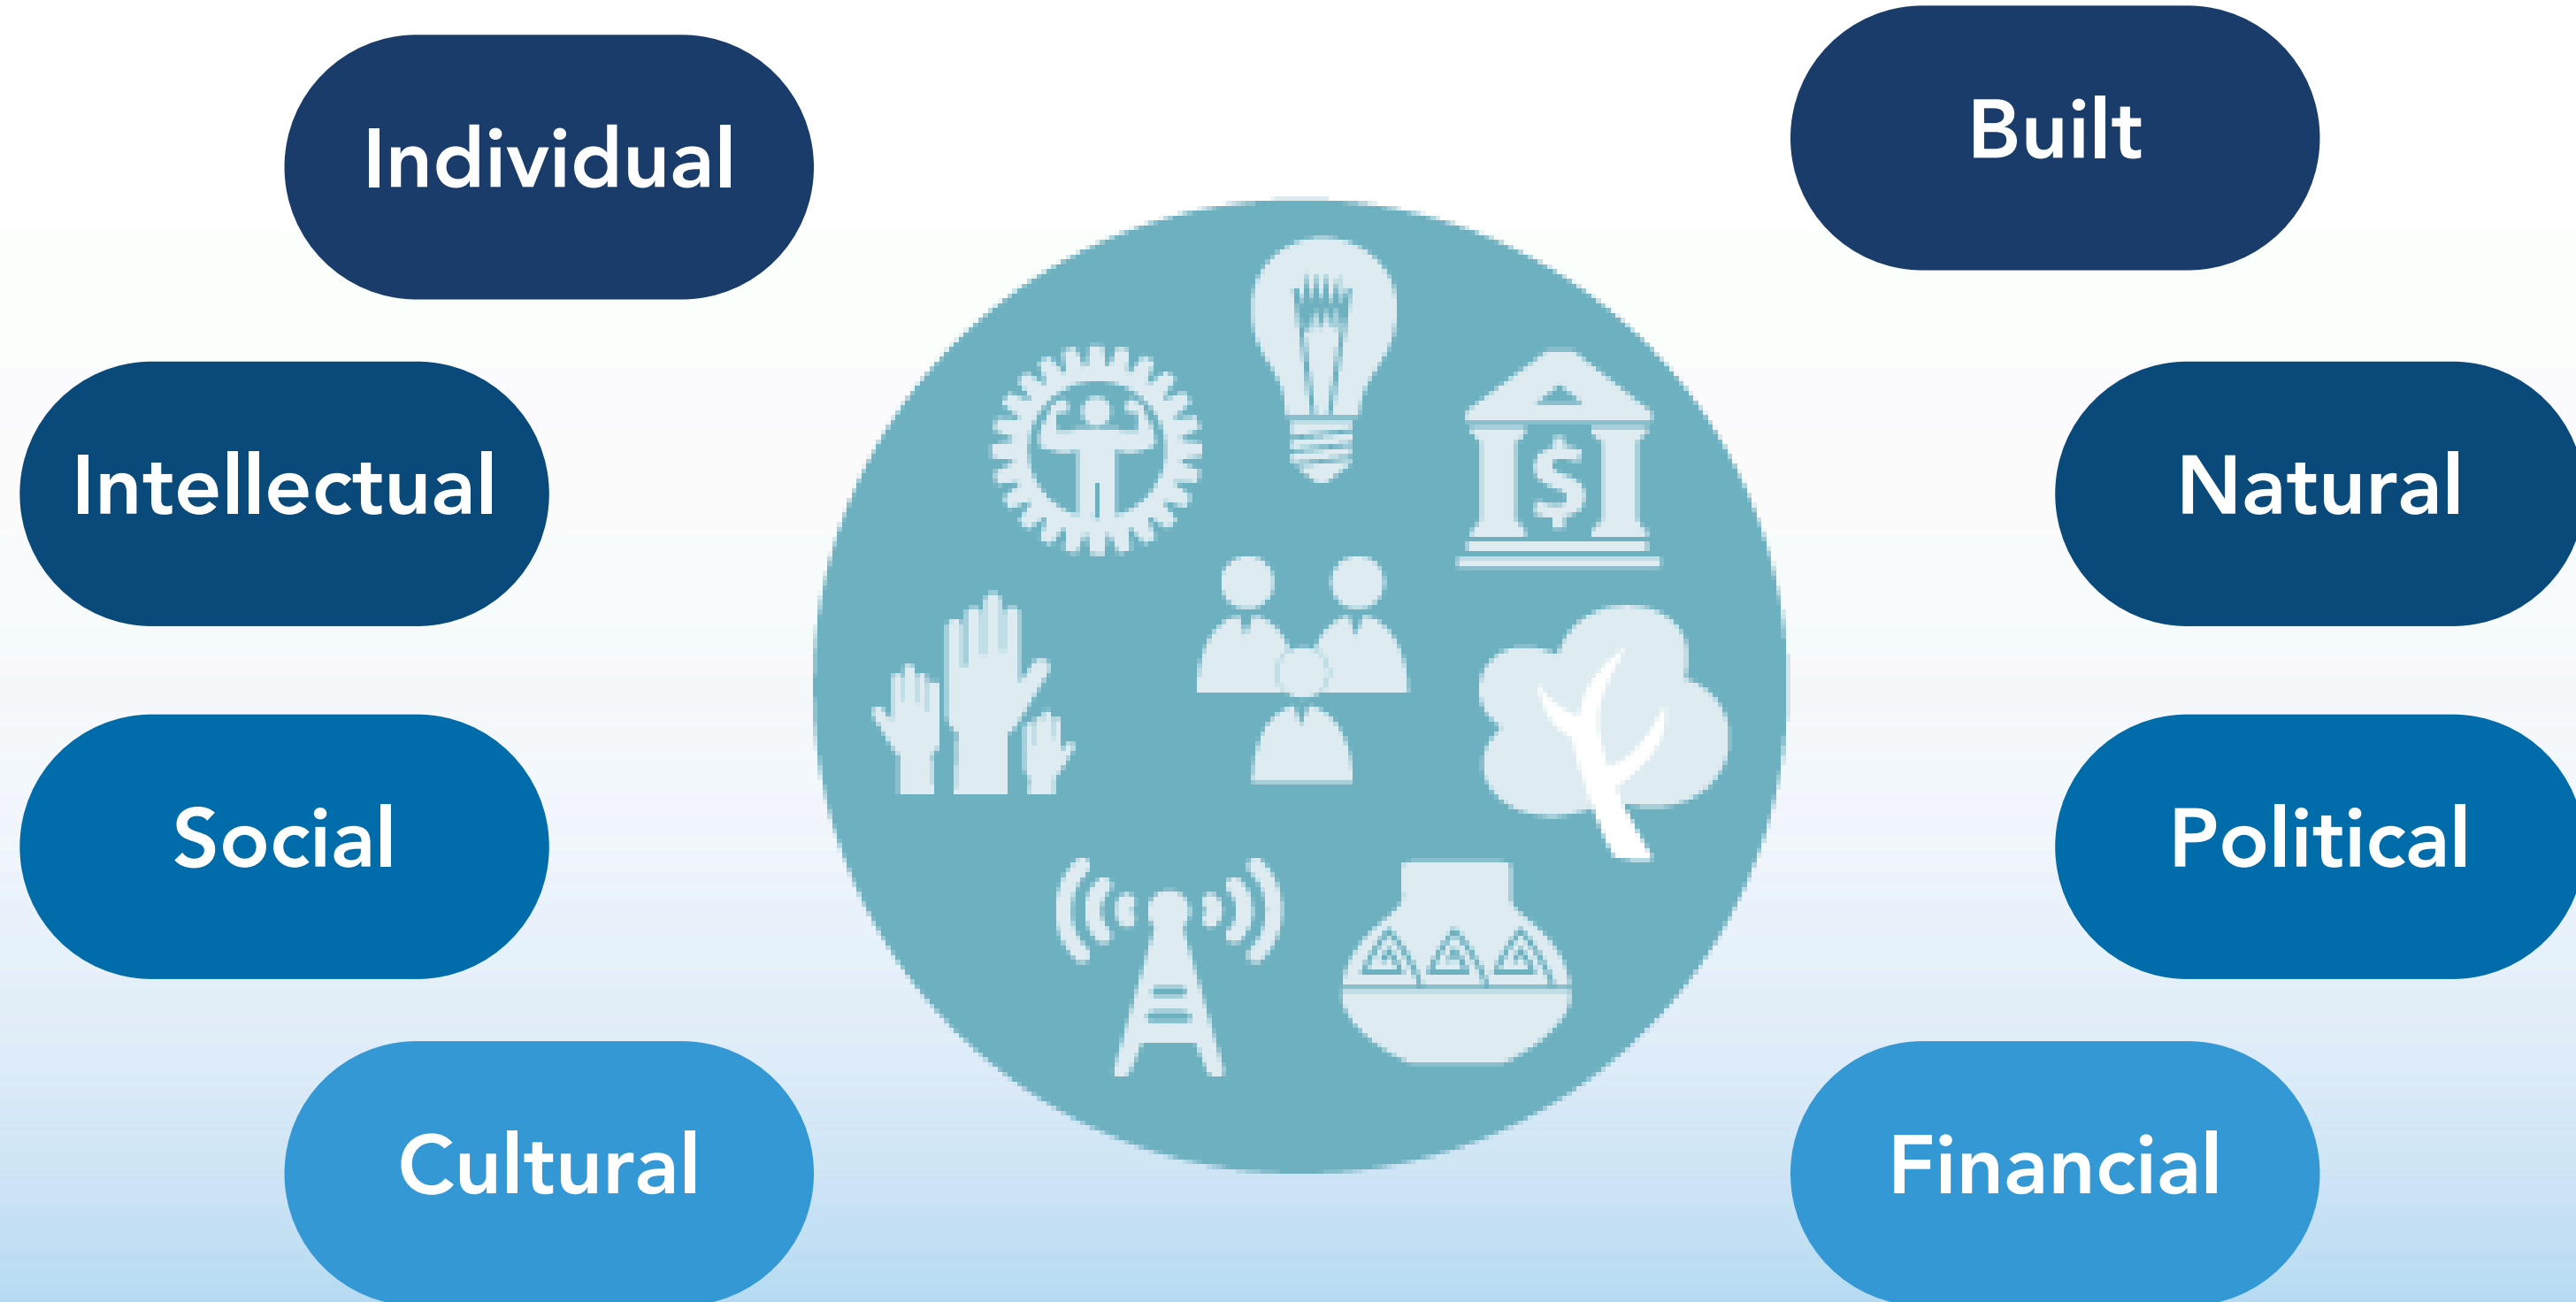 Individual
Intellectual
Social
Cultural
Built
Natural
Political
Financial
$